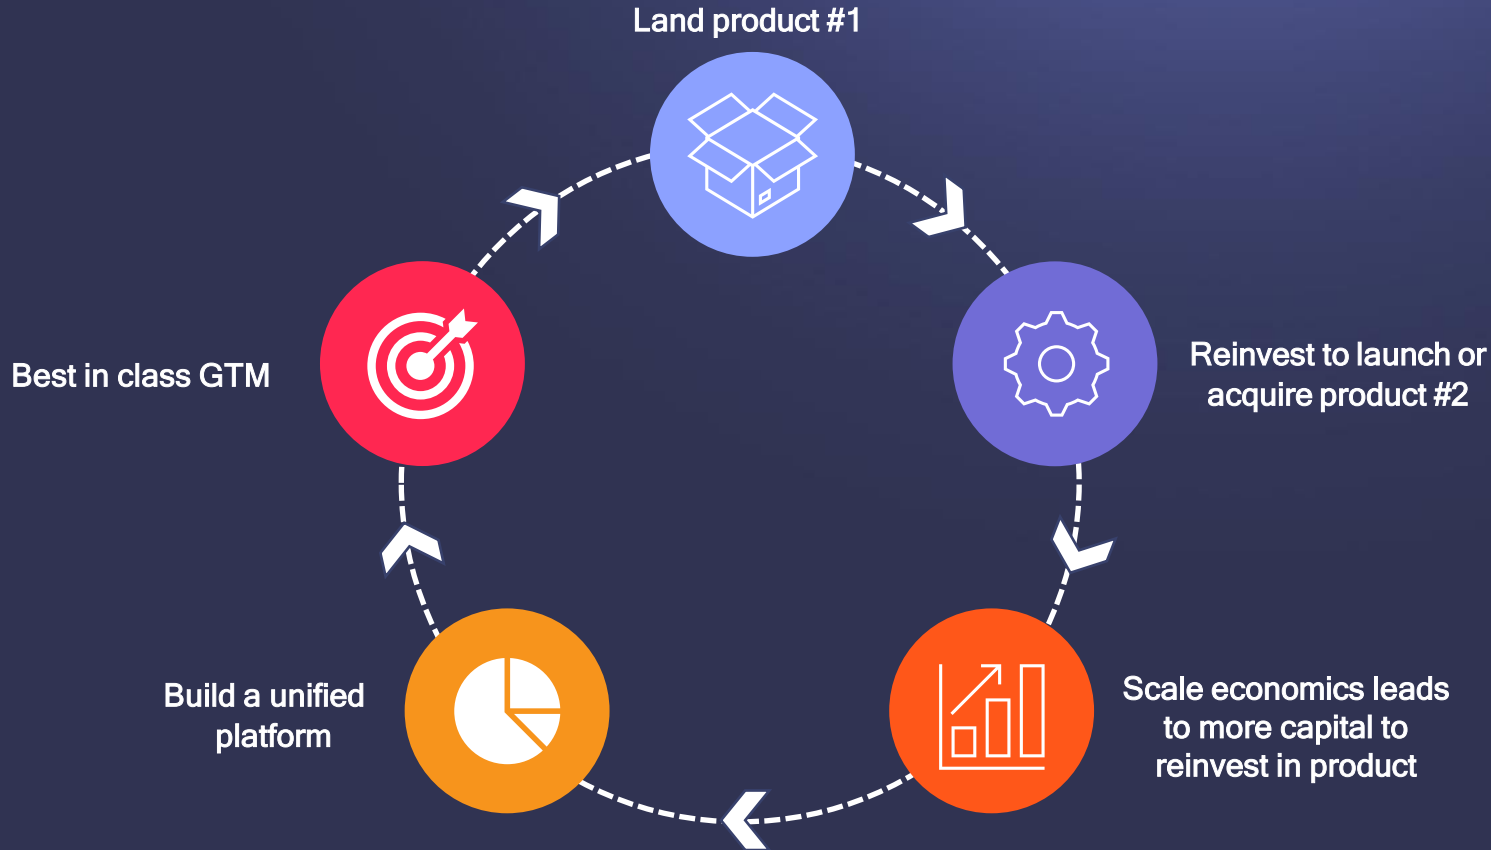 Land product #1
Reinvest to launch or
acquire product #2
Scale economics leads
to more capital to
reinvest in product
Build a unified
platform
Best in class GTM